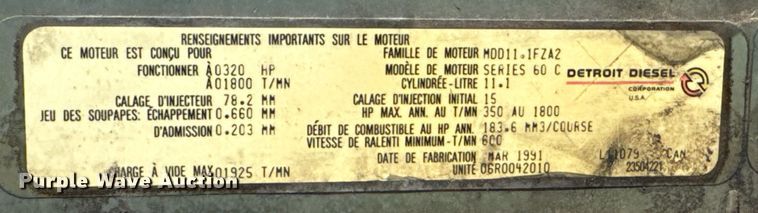 RENSEIGNEMENTS IMPORTANTS SUR LE MOTEUR
CE MOTEUR EST CONÇU POUR
FONCTIONNER À 0320 HP
À 01800 T/MN
CALAGE D'INJECTEUR 78.2 MM
JEU DES SOUPAPES: ÉCHAPPEMENT 0.660 MM
D'ADMISSION 0.203 MM
CHARGE À VIDE MAX 01925 T/MN
FAMILLE DE MOTEUR MDD11.1FZA2
MODÈLE DE MOTEUR SERIES 60 C
CYLINDRÉE-LITRE 11.1
CALAGE D'INJECTION INITIAL 15
HP MAX. ANN. AU T/MN 350 AU 1800
DÉBIT DE COMBUSTIBLE AU HP ANN. 183.6 MM3/COURSE
VITESSE DE RALENTI MINIMUM-T/MN 600
DATE DE FABRICATION MAR 1991
UNITÉ 06R0042010
DETROIT DIESEL
CORPORATION
U.S.A.
CAN
23504221
Purple Wave Auction